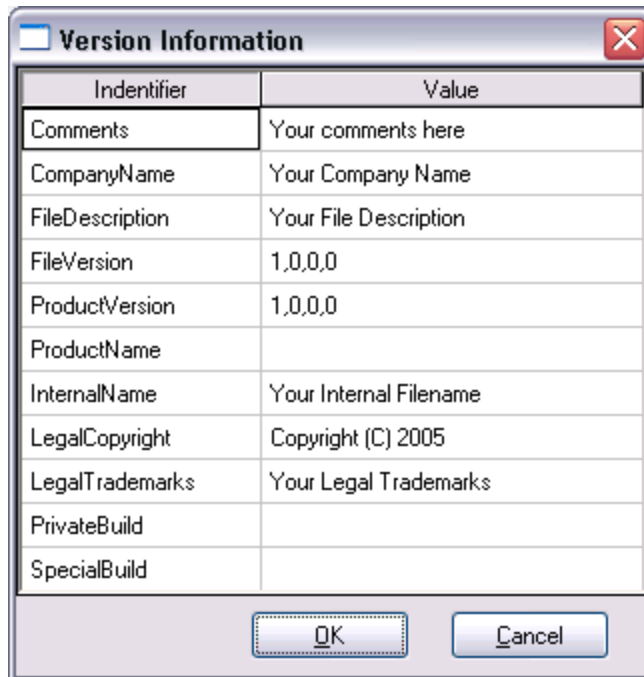 Version Information
Indentifier Value
Comments Your comments here
CompanyName Your Company Name
FileDescription Your File Description
FileVersion 1,0,0,0
ProductVersion 1,0,0,0
ProductName
InternalName Your Internal Filename
LegalCopyright Copyright (C) 2005
LegalTrademarks Your Legal Trademarks
PrivateBuild
SpecialBuild
OK Cancel